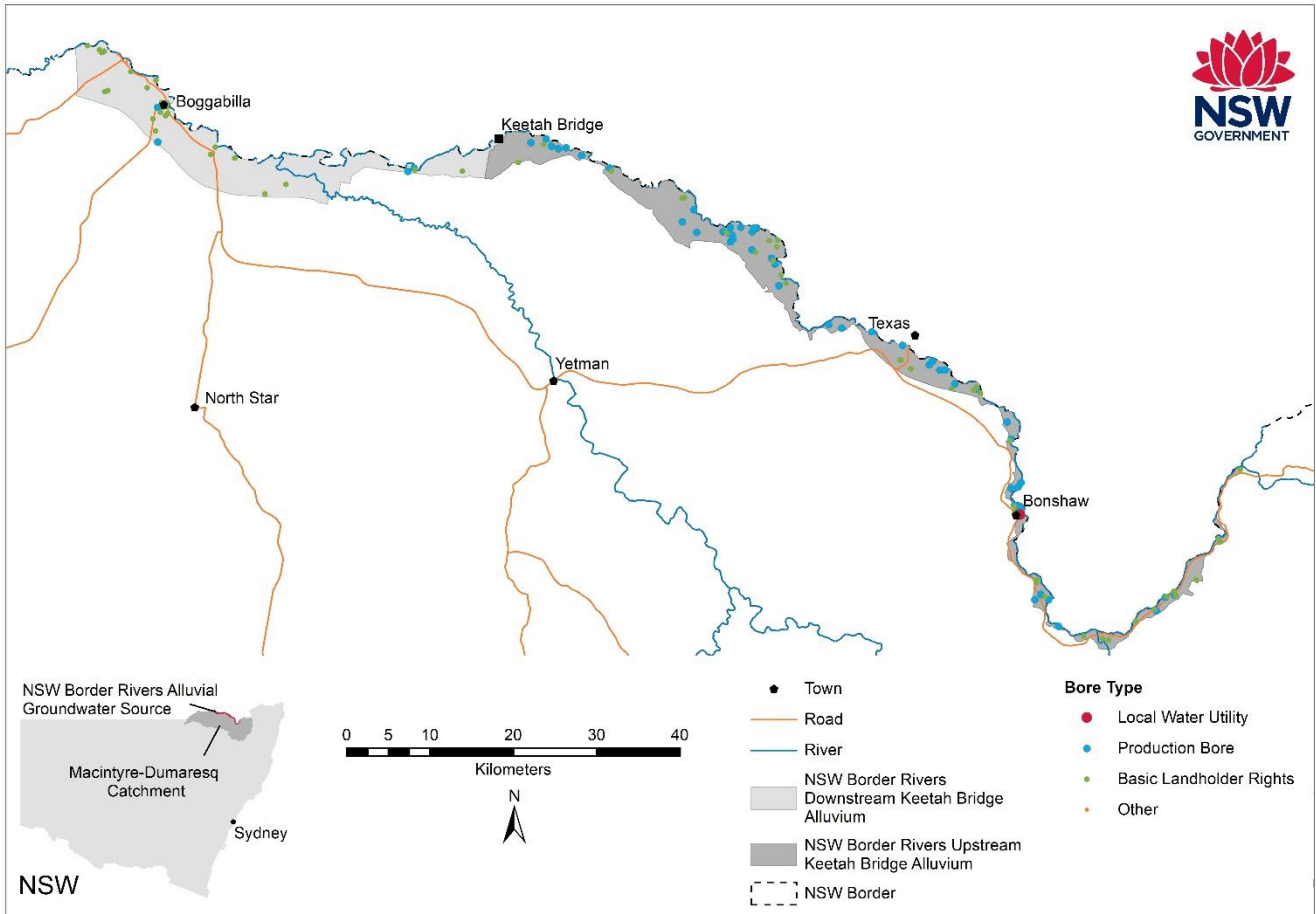 Boggabilla
Keetah Bridge
NSW
GOVERNMENT
Texas
Yetman
North Star
Bonshaw
NSW Border Rivers Alluvial
Groundwater Source
Macintyre-Dumaresq
Catchment
Sydney
NSW
0 5 10 20 30 40
Kilometers
N
Town
Road
River
NSW Border Rivers
Downstream Keetah Bridge
Alluvium
NSW Border Rivers Upstream
Keetah Bridge Alluvium
NSW Border
Bore Type
Local Water Utility
Production Bore
Basic Landholder Rights
Other